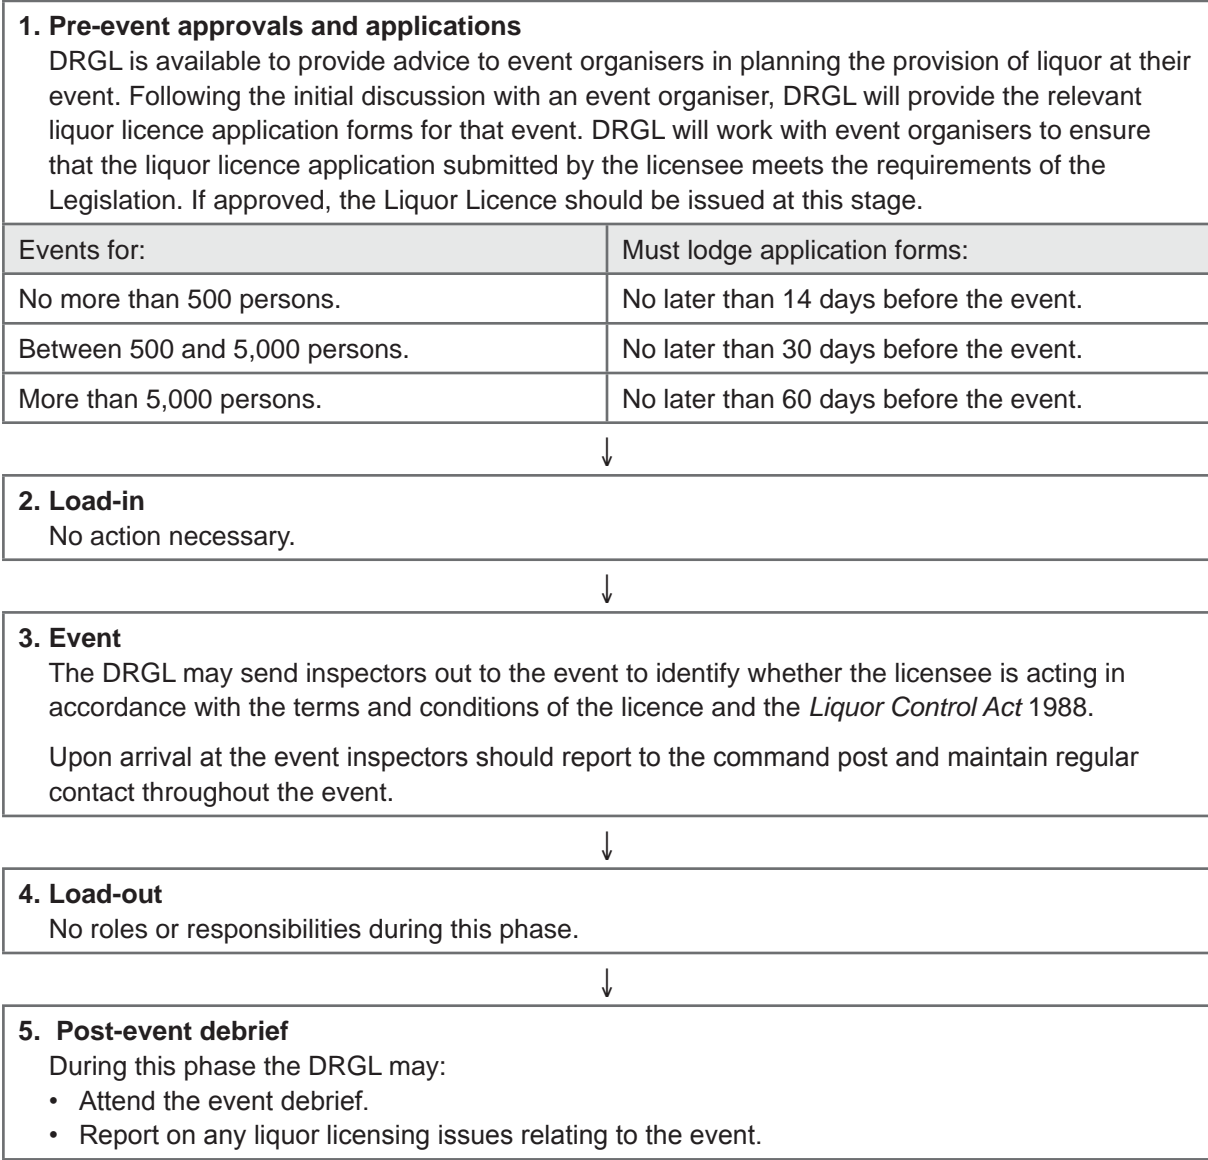 1. Pre-event approvals and applications
DRGL is available to provide advice to event organisers in planning the provision of liquor at their
event. Following the initial discussion with an event organiser, DRGL will provide the relevant
liquor licence application forms for that event. DRGL will work with event organisers to ensure
that the liquor licence application submitted by the licensee meets the requirements of the
Legislation. If approved, the Liquor Licence should be issued at this stage.
Events for: Must lodge application forms:
No more than 500 persons. No later than 14 days before the event.
Between 500 and 5,000 persons. No later than 30 days before the event.
More than 5,000 persons. No later than 60 days before the event.
↓
2. Load-in
No action necessary.
↓
3. Event
The DRGL may send inspectors out to the event to identify whether the licensee is acting in
accordance with the terms and conditions of the licence and the Liquor Control Act 1988.
Upon arrival at the event inspectors should report to the command post and maintain regular
contact throughout the event.
↓
4. Load-out
No roles or responsibilities during this phase.
↓
5. Post-event debrief
During this phase the DRGL may:
• Attend the event debrief.
• Report on any liquor licensing issues relating to the event.